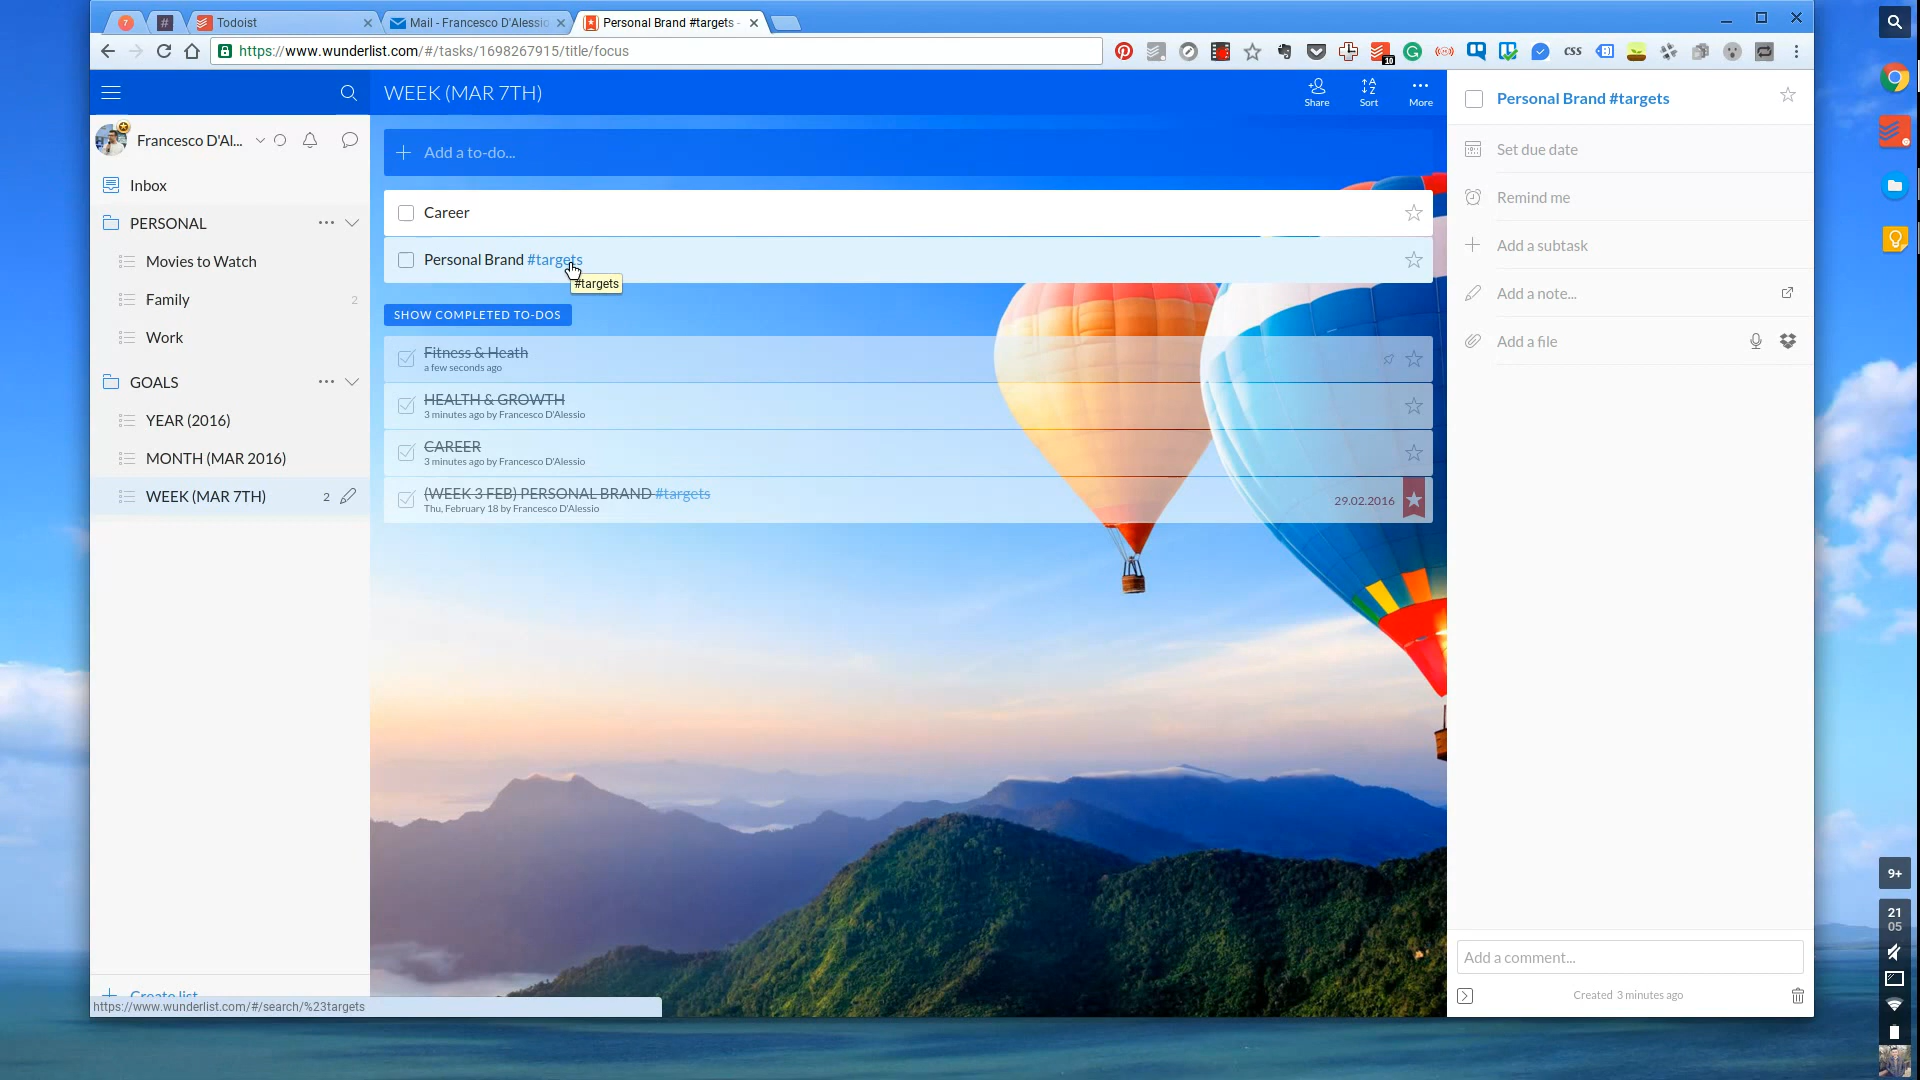 7
#
Todoist
Mail - Francesco D'Alessio
Personal Brand #targets -
https://www.wunderlist.com/#/tasks/1698267915/title/focus
10
css
WEEK (MAR 7TH)
Share
Sort
More
Francesco D'Al...
Inbox
PERSONAL
Movies to Watch
Family 2
Work
GOALS
YEAR (2016)
MONTH (MAR 2016)
WEEK (MAR 7TH) 2
Create list
https://www.wunderlist.com/#/search/%23targets
Add a to-do...
Career
Personal Brand #targets
#targets
SHOW COMPLETED TO-DOS
Fitness & Heath
a few seconds ago
HEALTH & GROWTH
3 minutes ago by Francesco D'Alessio
CAREER
3 minutes ago by Francesco D'Alessio
(WEEK 3 FEB) PERSONAL BRAND #targets
Thu, February 18 by Francesco D'Alessio
29.02.2016
Personal Brand #targets
Set due date
Remind me
Add a subtask
Add a note...
Add a file
Add a comment...
Created 3 minutes ago
9+
21
05